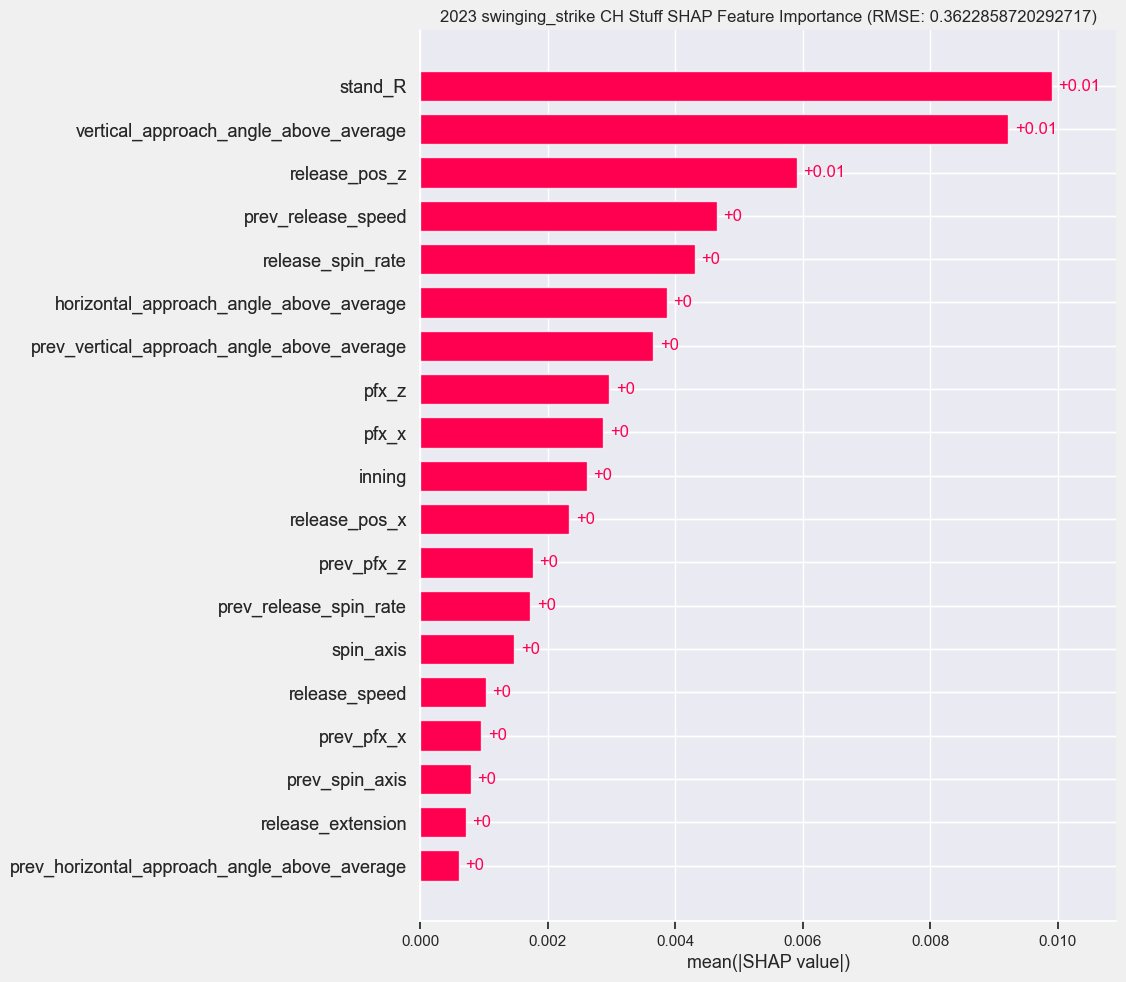 2023 swinging_strike CH Stuff SHAP Feature Importance (RMSE: 0.3622858720292717)
stand_R +0.01
vertical_approach_angle_above_average +0.01
release_pos_z +0.01
prev_release_speed +0
release_spin_rate +0
horizontal_approach_angle_above_average +0
prev_vertical_approach_angle_above_average +0
pfx_z +0
pfx_x +0
inning +0
release_pos_x +0
prev_pfx_z +0
prev_release_spin_rate +0
spin_axis +0
release_speed +0
prev_pfx_x +0
prev_spin_axis +0
release_extension +0
prev_horizontal_approach_angle_above_average +0
0.000 0.002 0.004 0.006 0.008 0.010
mean(|SHAP value|)